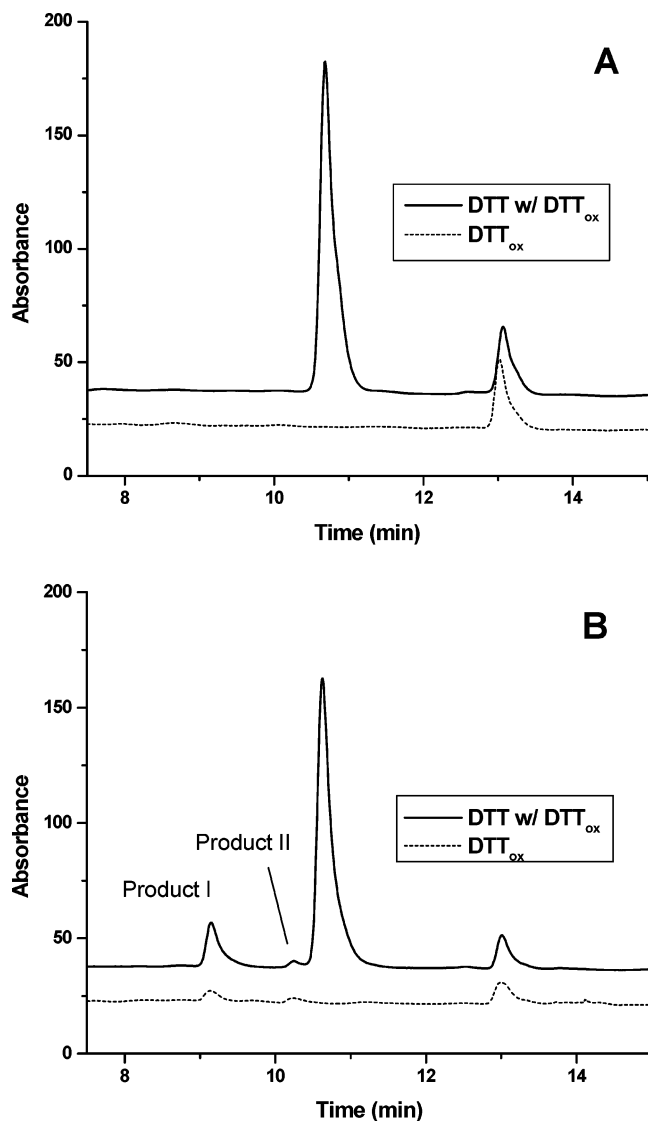 A
200
150
100
50
0
Absorbance
DTT w/ DTTox
DTTox
8 10 12 14
Time (min)
B
200
150
100
50
0
Absorbance
DTT w/ DTTox
DTTox
Product II
Product I
8 10 12 14
Time (min)